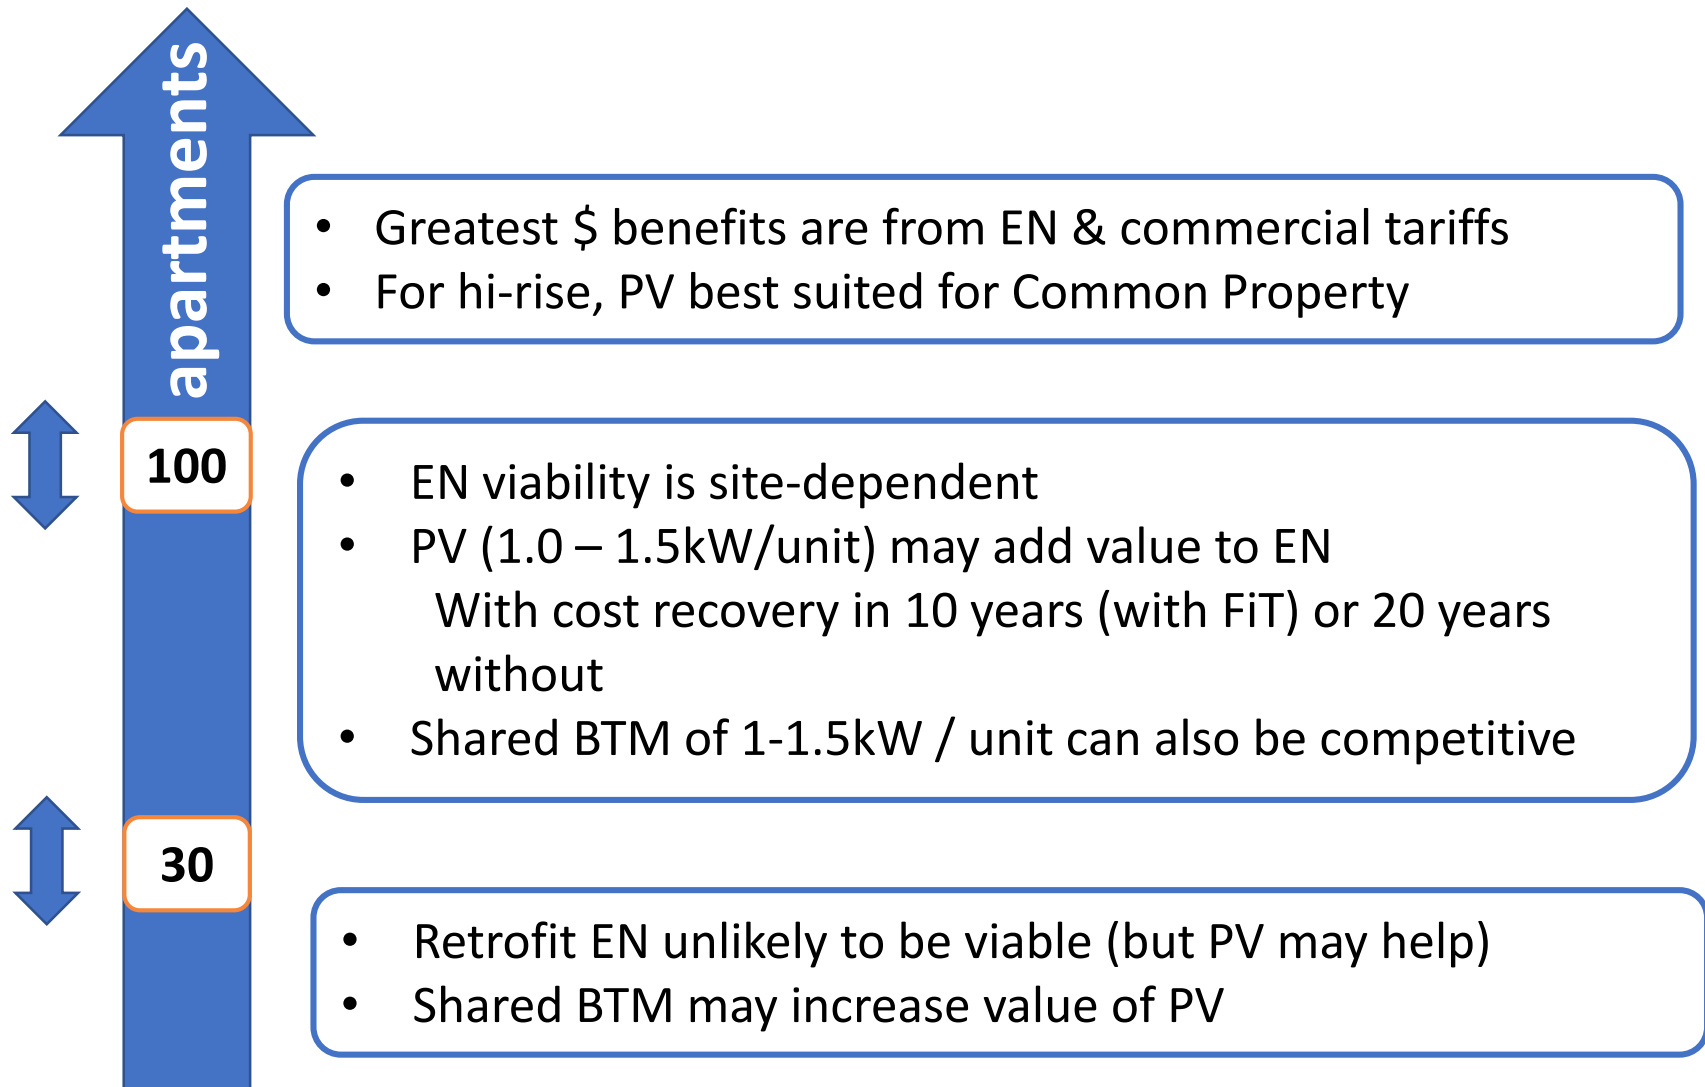 apartments
• Greatest $ benefits are from EN & commercial tariffs
• For hi-rise, PV best suited for Common Property
100
• EN viability is site-dependent
• PV (1.0 – 1.5kW/unit) may add value to EN
With cost recovery in 10 years (with FiT) or 20 years
without
• Shared BTM of 1-1.5kW / unit can also be competitive
30
• Retrofit EN unlikely to be viable (but PV may help)
• Shared BTM may increase value of PV